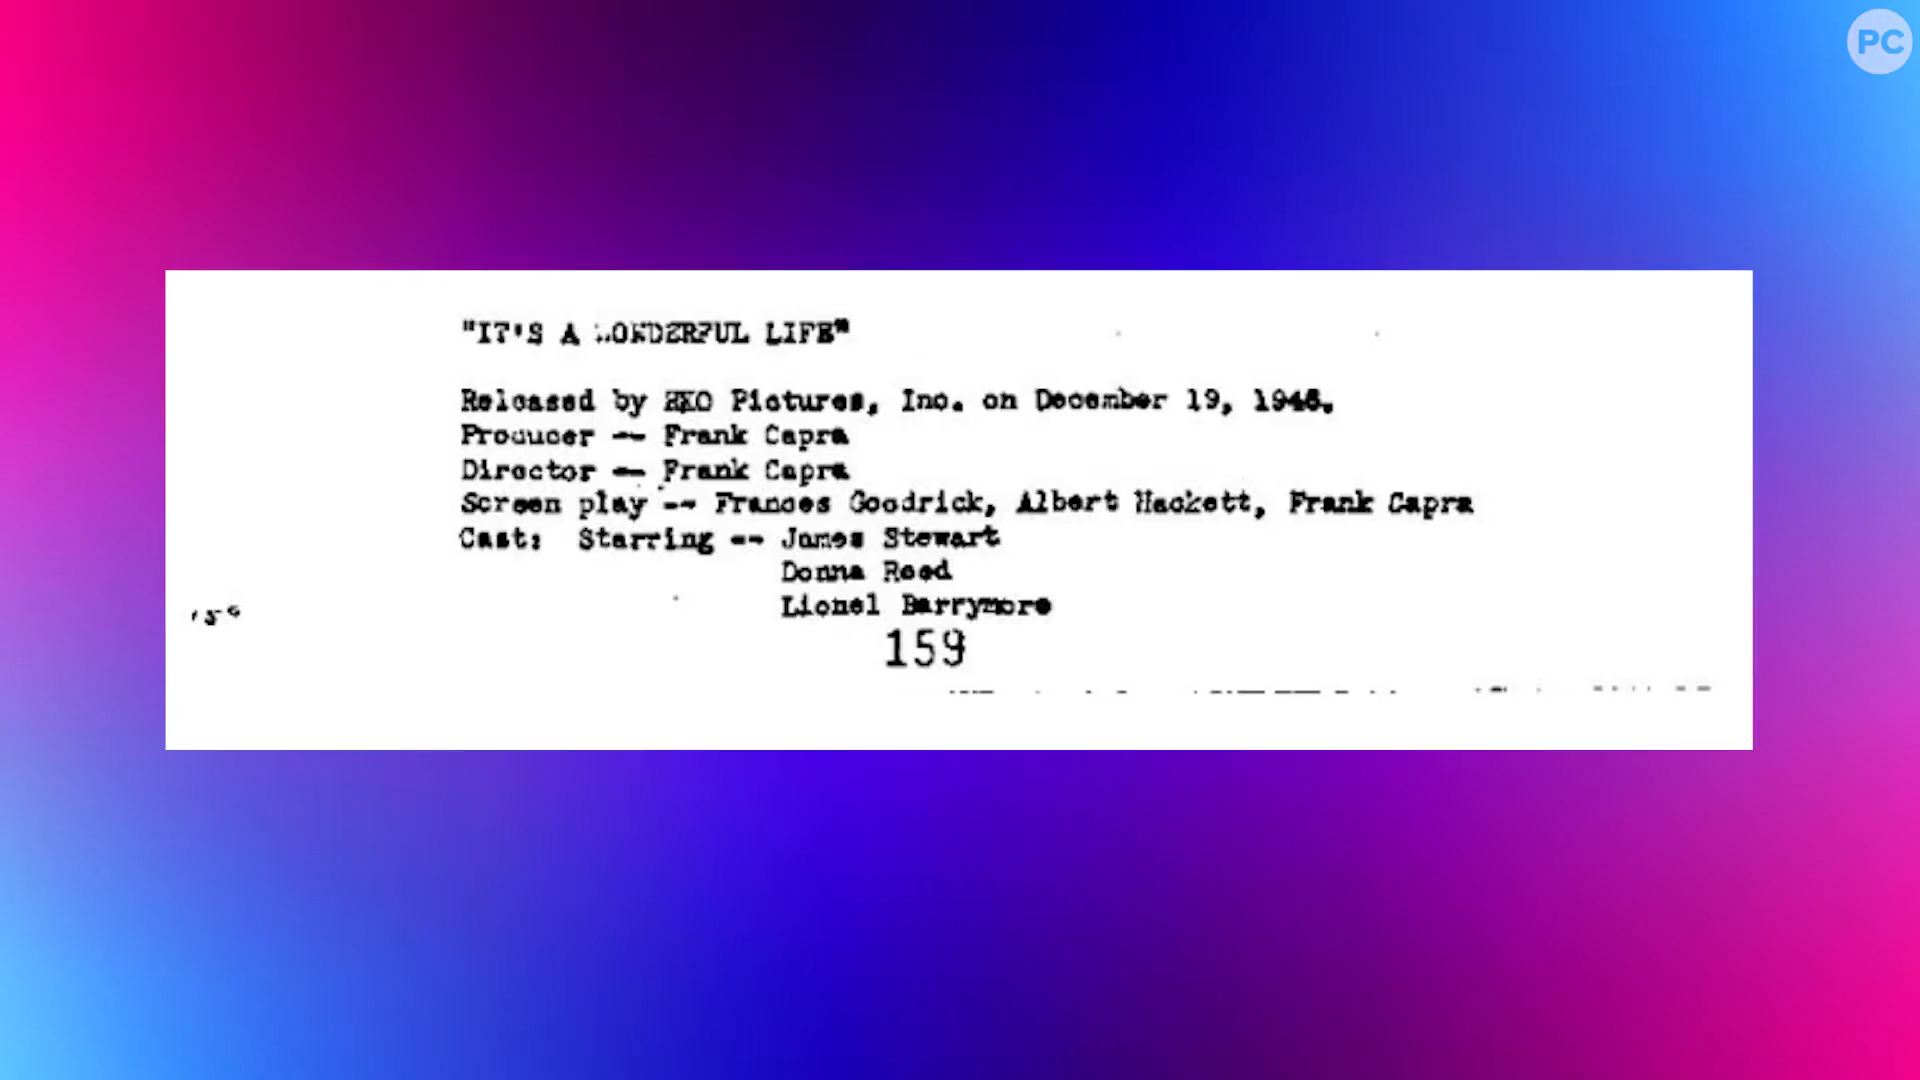 PC
"IT'S A WONDERFUL LIFE"
Released by RKO Pictures, Inc. on December 19, 1946.
Producer -- Frank Capra
Director -- Frank Capra
Screen play -- Frances Goodrick, Albert Hackett, Frank Capra
Cast: Starring -- James Stewart
Donna Reed
Lionel Barrymore
159